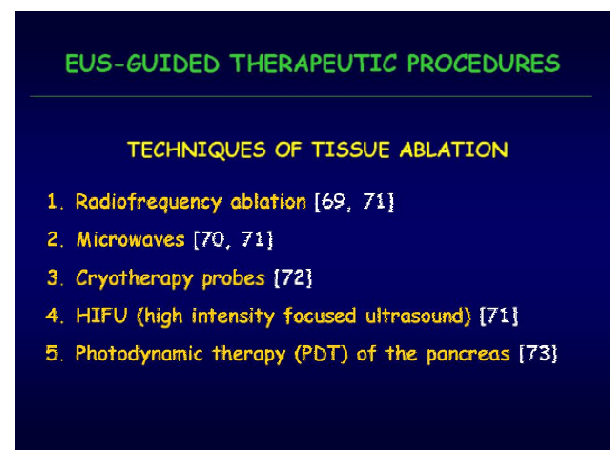 EUS-GUIDED THERAPEUTIC PROCEDURES
TECHNIQUES OF TISSUE ABLATION
1. Radiofrequency ablation [69, 71]
2. Microwaves [70, 71]
3. Cryotherapy probes [72]
4. HIFU (high intensity focused ultrasound) [71]
5. Photodynamic therapy (PDT) of the pancreas [73]